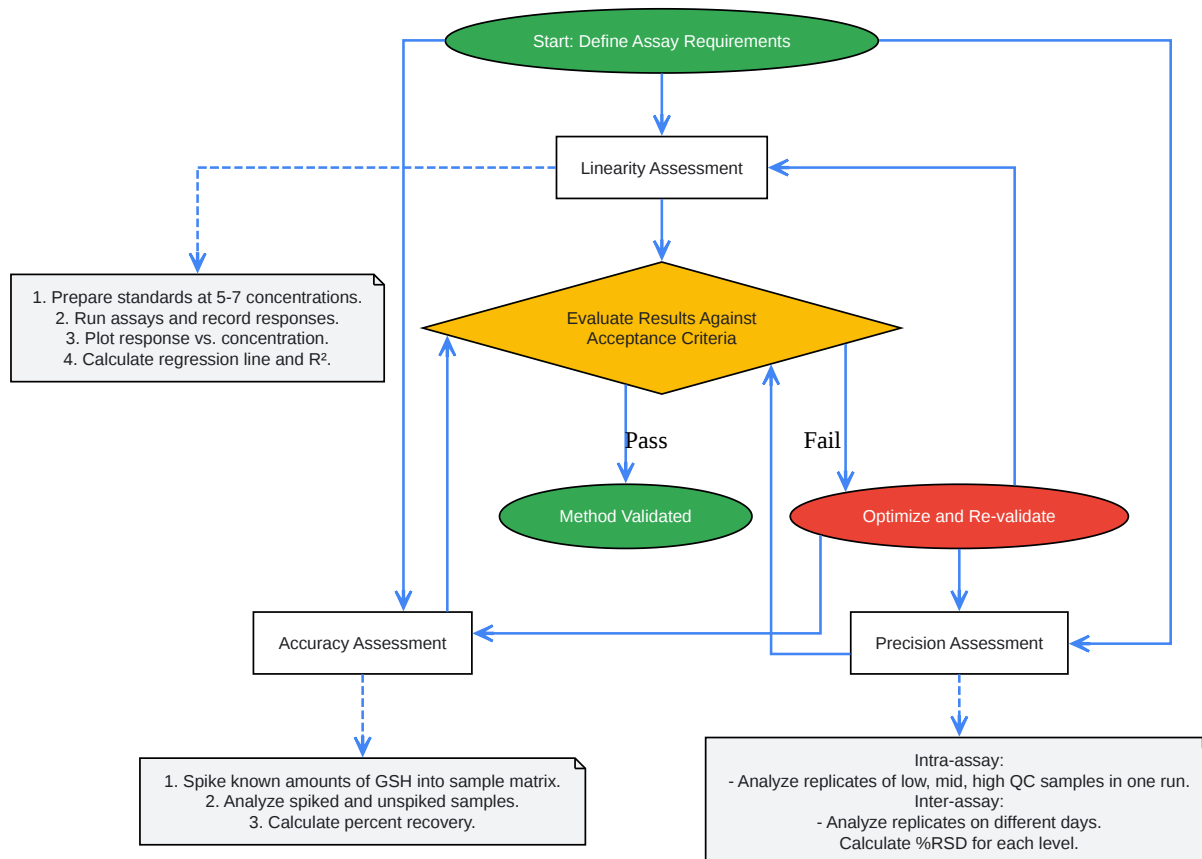 Start: Define Assay Requirements
Linearity Assessment
1. Prepare standards at 5-7 concentrations.
2. Run assays and record responses.
3. Plot response vs. concentration.
4. Calculate regression line and R².
Evaluate Results Against
Acceptance Criteria
Pass
Fail
Method Validated
Optimize and Re-validate
Accuracy Assessment
Precision Assessment
1. Spike known amounts of GSH into sample matrix.
2. Analyze spiked and unspiked samples.
3. Calculate percent recovery.
Intra-assay:
- Analyze replicates of low, mid, high QC samples in one run.
Inter-assay:
- Analyze replicates on different days.
Calculate %RSD for each level.